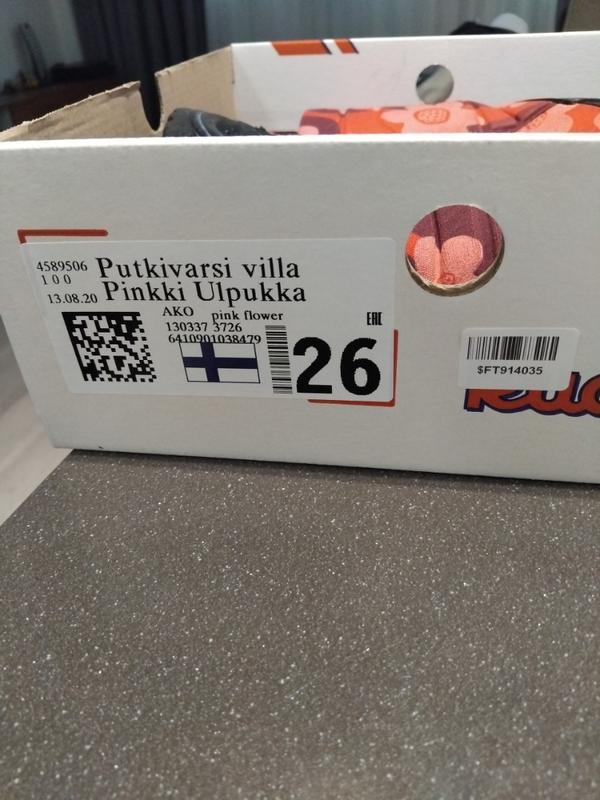 4589506
100
13.08.20
Putkivarsi villa
Pinkki Ulpukka
AKO pink flower
130337 3726
6410901038479
EAC
26
$FT914035